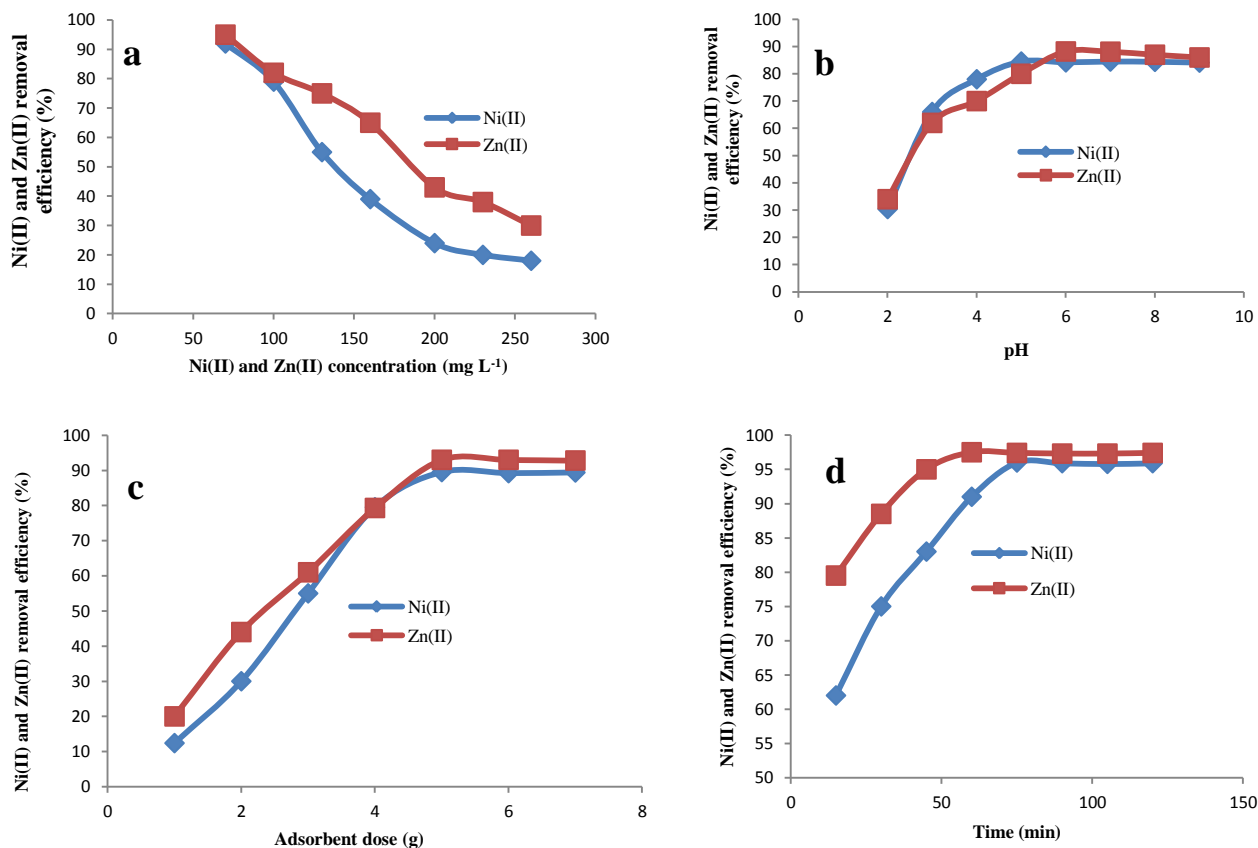 a
Ni(II) and Zn(II) removal
efficiency (%)
100
90
80
70
60
50
40
30
20
10
0
0 50 100 150 200 250 300
Ni(II) and Zn(II) concentration (mg L⁻¹)
Ni(II)
Zn(II)
b
Ni(II) and Zn(II) removal
efficiency (%)
100
90
80
70
60
50
40
30
20
10
0
0 2 4 6 8 10
pH
Ni(II)
Zn(II)
c
Ni(II) and Zn(II) removal efficiency (%)
100
90
80
70
60
50
40
30
20
10
0
0 2 4 6 8
Adsorbent dose (g)
Ni(II)
Zn(II)
d
Ni(II) and Zn(II) removal efficiency (%)
100
95
90
85
80
75
70
65
60
55
50
0 50 100 150
Time (min)
Ni(II)
Zn(II)